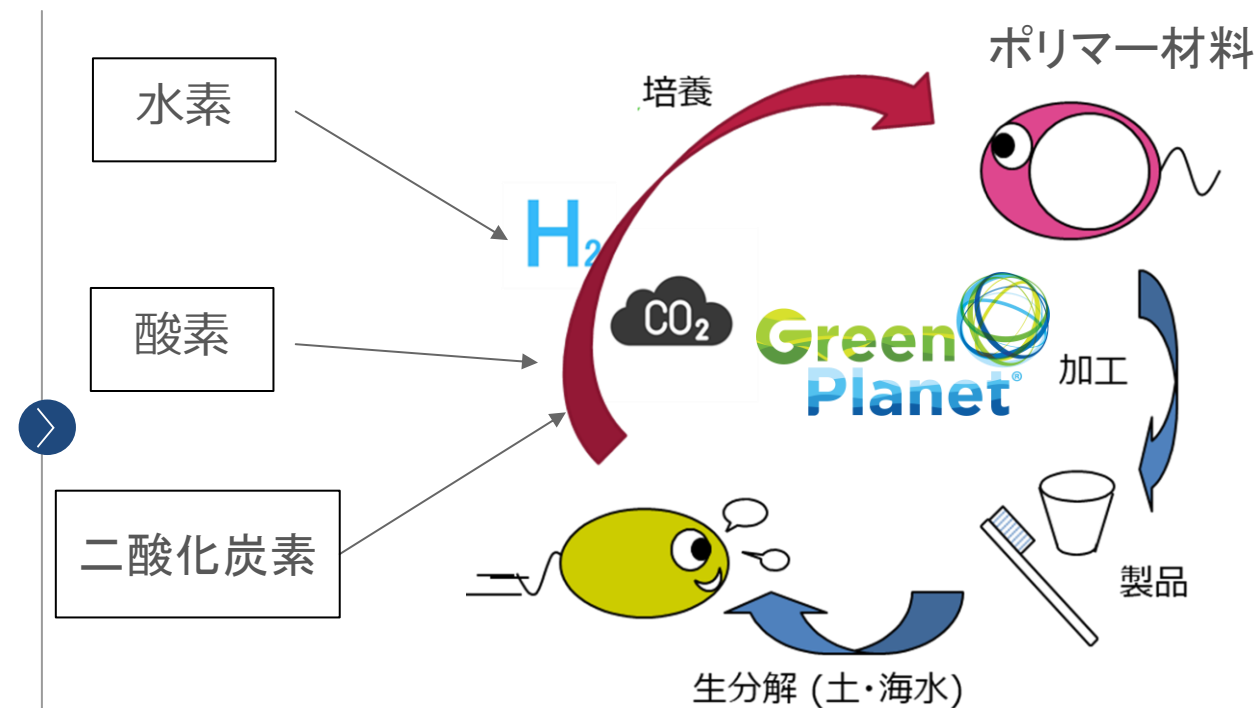 ポリマー材料
水素
培養
H2
酸素
CO2
Green
Planet®
加工
二酸化炭素
製品
生分解 (土・海水)